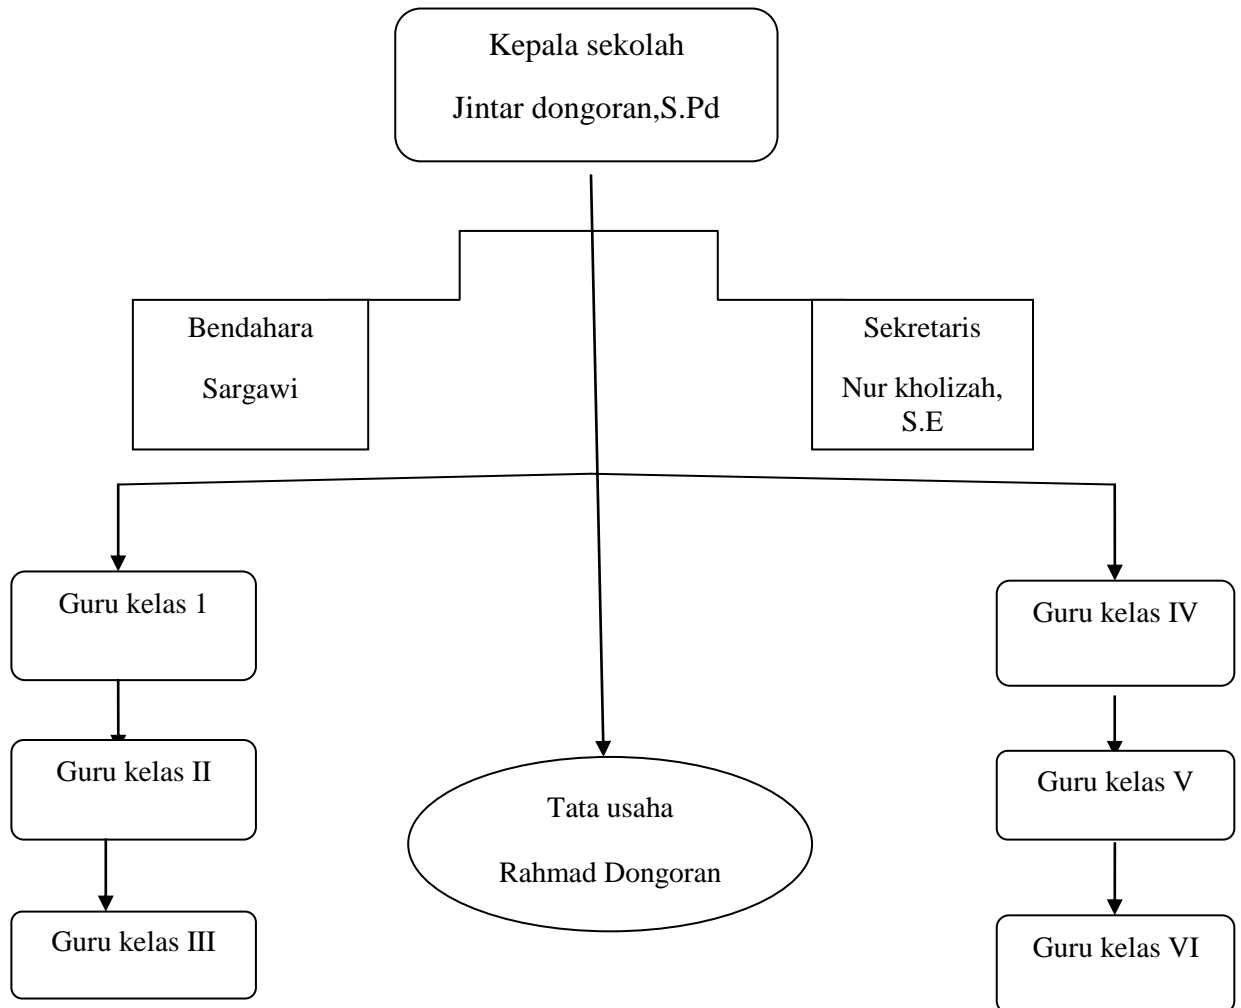 Kepala sekolah
Jintar dongoran,S.Pd
Bendahara
Sargawi
Sekretaris
Nur kholizah,
S.E
Guru kelas 1
Guru kelas IV
Guru kelas II
Guru kelas V
Tata usaha
Rahmad Dongoran
Guru kelas III
Guru kelas VI